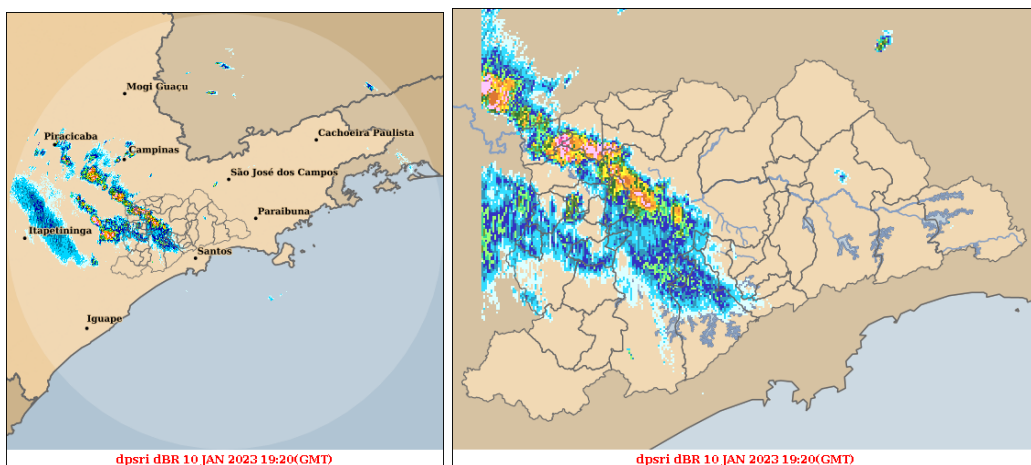 Mogi Guaçu
Piracicaba
Cachoeira Paulista
Campinas
São José dos Campos
Paraibuna
Itapetininga
Santos
Iguape
dpsri dBR 10 JAN 2023 19:20(GMT)
dpsri dBR 10 JAN 2023 19:20(GMT)